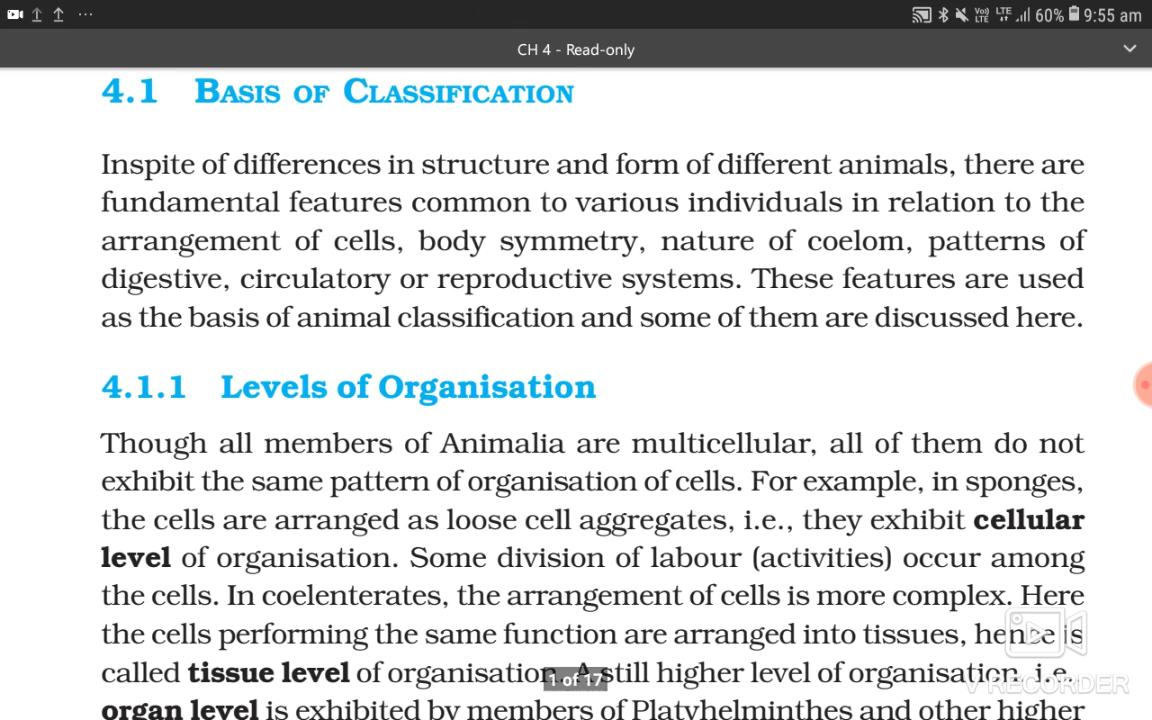 60% 9:55 am
CH 4 - Read-only
4.1 BASIS OF CLASSIFICATION
Inspite of differences in structure and form of different animals, there are
fundamental features common to various individuals in relation to the
arrangement of cells, body symmetry, nature of coelom, patterns of
digestive, circulatory or reproductive systems. These features are used
as the basis of animal classification and some of them are discussed here.
4.1.1 Levels of Organisation
Though all members of Animalia are multicellular, all of them do not
exhibit the same pattern of organisation of cells. For example, in sponges,
the cells are arranged as loose cell aggregates, i.e., they exhibit cellular
level of organisation. Some division of labour (activities) occur among
the cells. In coelenterates, the arrangement of cells is more complex. Here
the cells performing the same function are arranged into tissues, hence is
called tissue level of organisation. A still higher level of organisation, i.e.,
1 of 17
V RECORDER
organ level is exhibited by members of Platyhelminthes and other higher